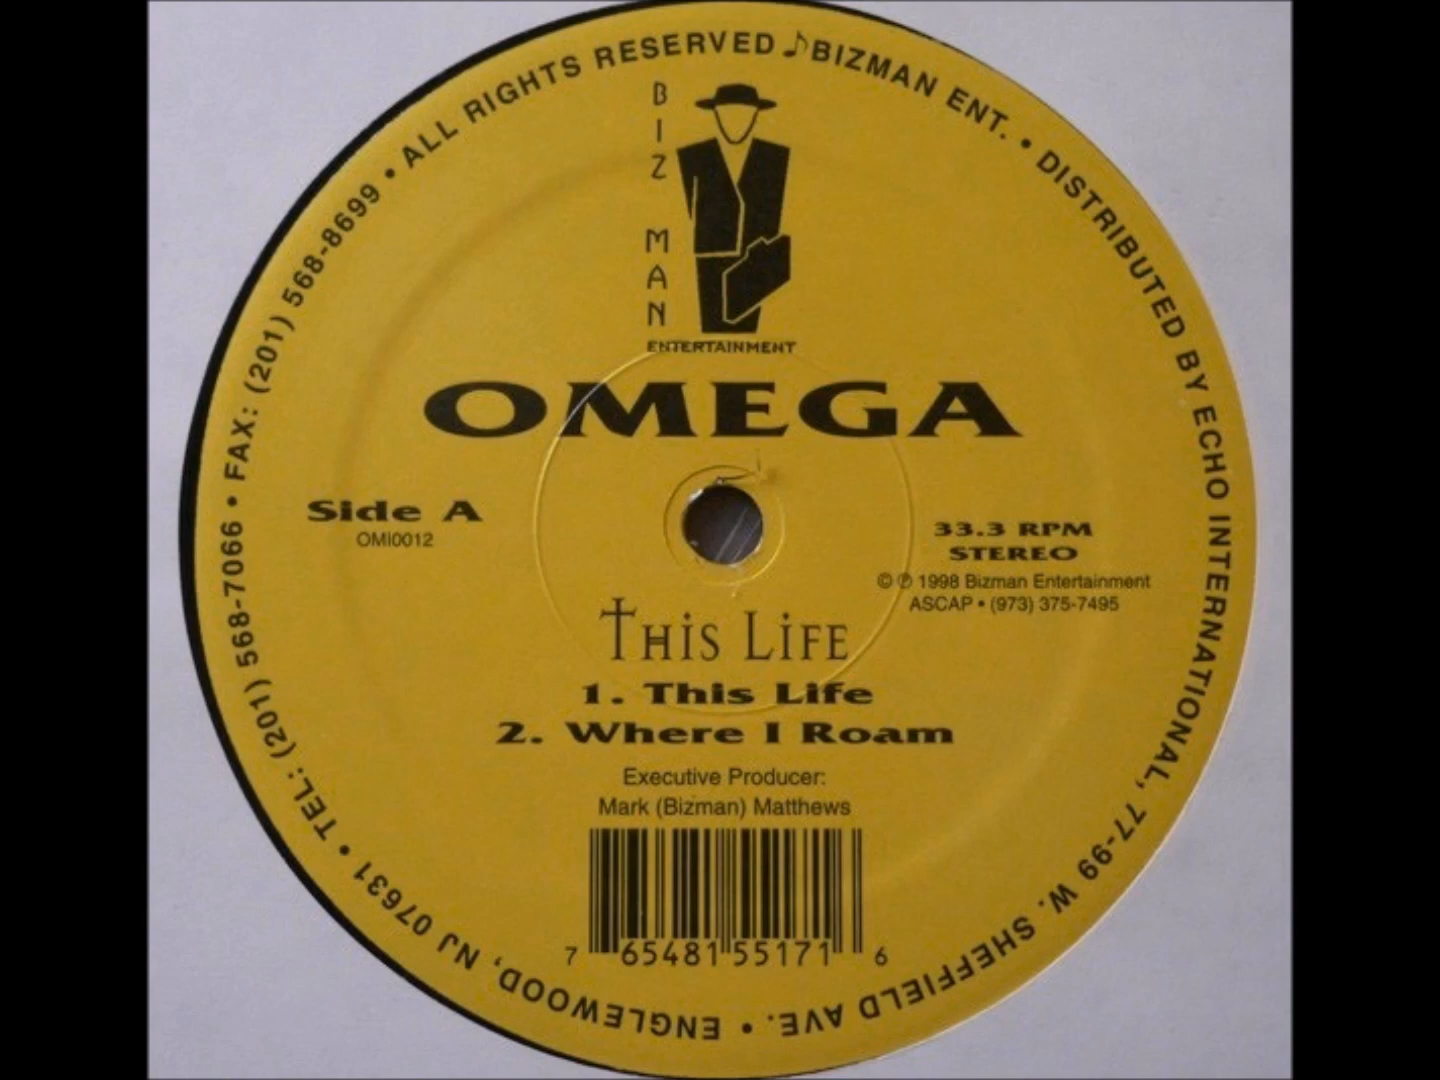 ALL RIGHTS RESERVED ♪BIZMAN ENT. • DISTRIBUTED BY ECHO INTERNATIONAL, 77-99 W. SHEFFIELD AVE. • ENGLEWOOD, NJ 07631 • TEL.: (201) 568-7066 • FAX: (201) 568-8699 •
BIZ MAN
ENTERTAINMENT
OMEGA
Side A
OMI0012
33.3 RPM
STEREO
© ℗ 1998 Bizman Entertainment
ASCAP • (973) 375-7495
THiS LiFE
1. This Life
2. Where I Roam
Executive Producer:
Mark (Bizman) Matthews
7 65481 55171 6